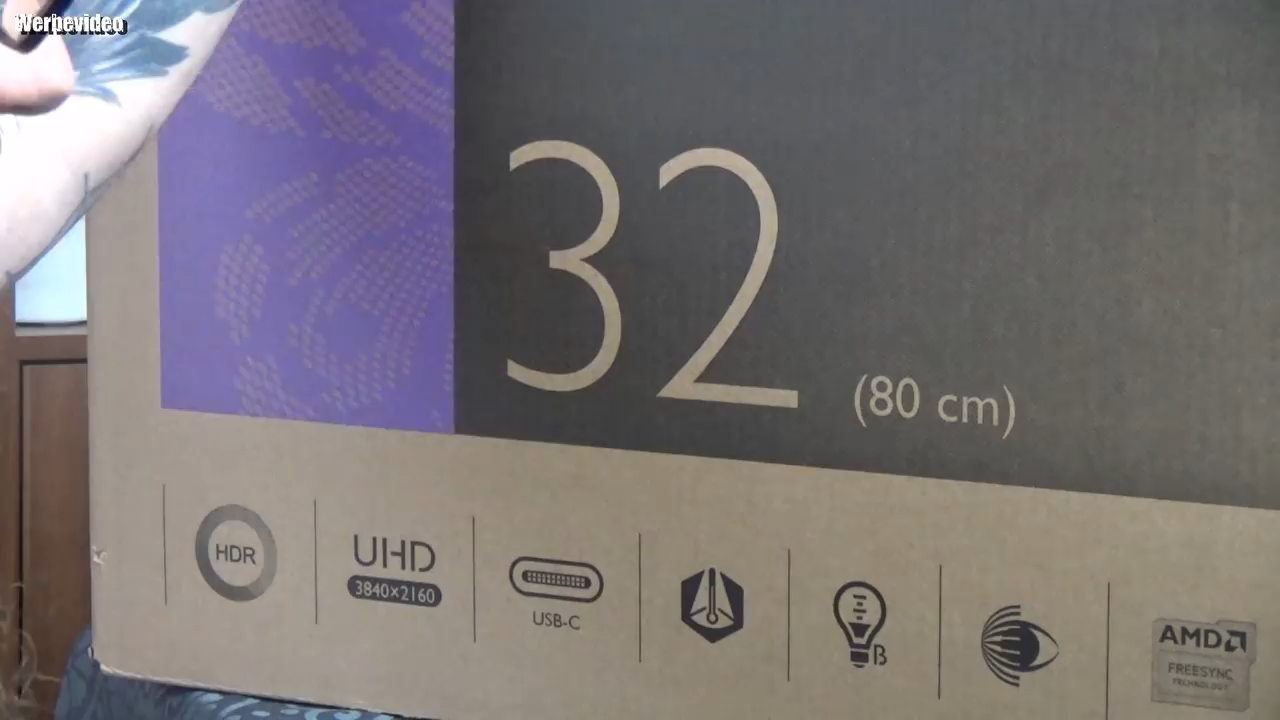 Werbevideo
32 (80 cm)
HDR
UHD
3840×2160
USB-C
B
AMD
FREESYNC
TECHNOLOGY